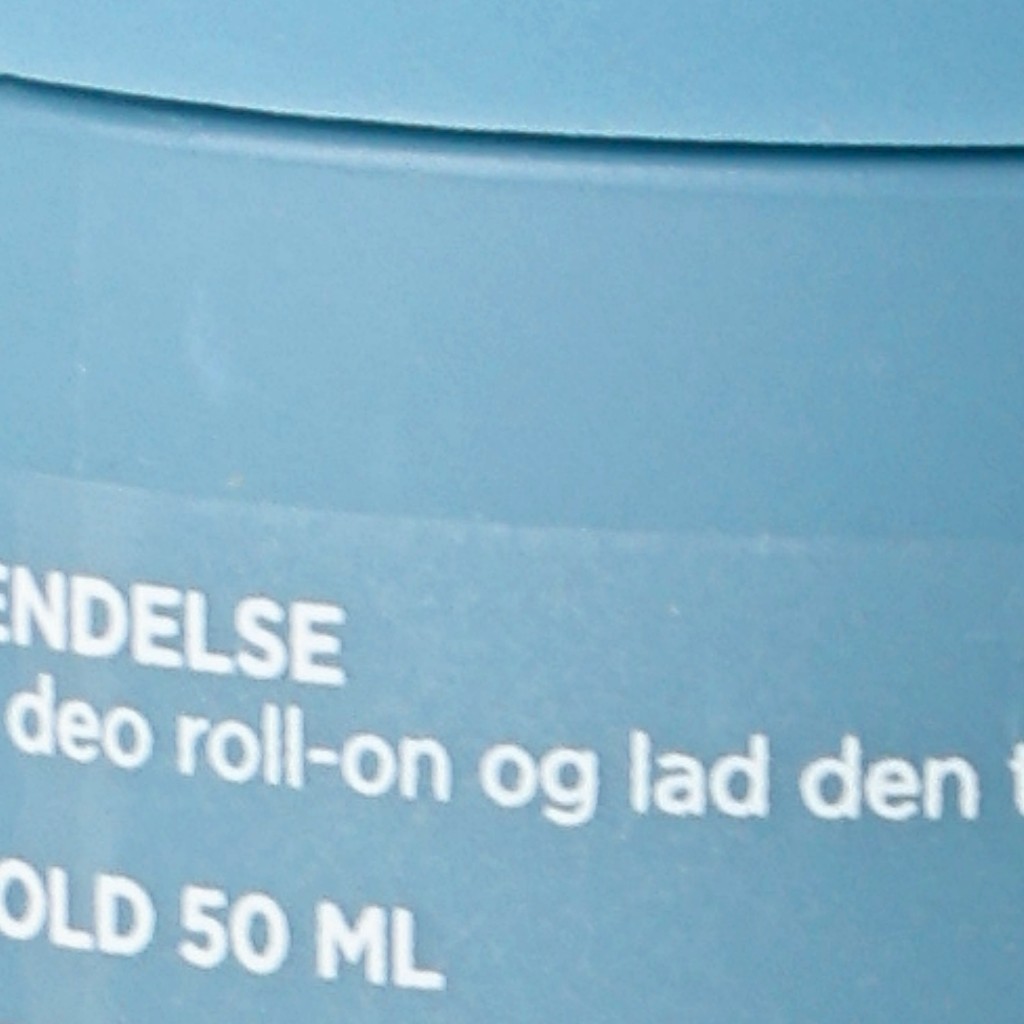 ENDELSE
deo roll-on og lad den t
OLD 50 ML